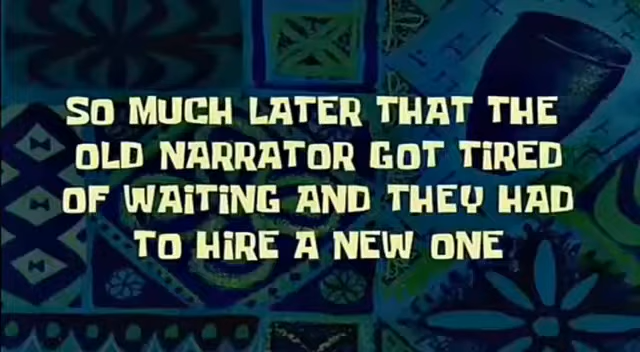 SO MUCH LATER THAT THE
OLD NARRATOR GOT TIRED
OF WAITING AND THEY HAD
TO HIRE A NEW ONE